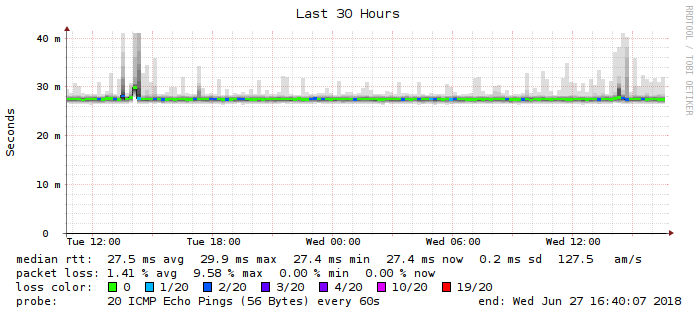 Last 30 Hours
RRDTOOL / TOBI OETIKER
Seconds
40 m
30 m
20 m
10 m
0
Tue 12:00 Tue 18:00 Wed 00:00 Wed 06:00 Wed 12:00
median rtt: 27.5 ms avg 29.9 ms max 27.4 ms min 27.4 ms now 0.2 ms sd 127.5 am/s
packet loss: 1.41 % avg 9.58 % max 0.00 % min 0.00 % now
loss color: 0 1/20 2/20 3/20 4/20 10/20 19/20
probe: 20 ICMP Echo Pings (56 Bytes) every 60s end: Wed Jun 27 16:40:07 2018